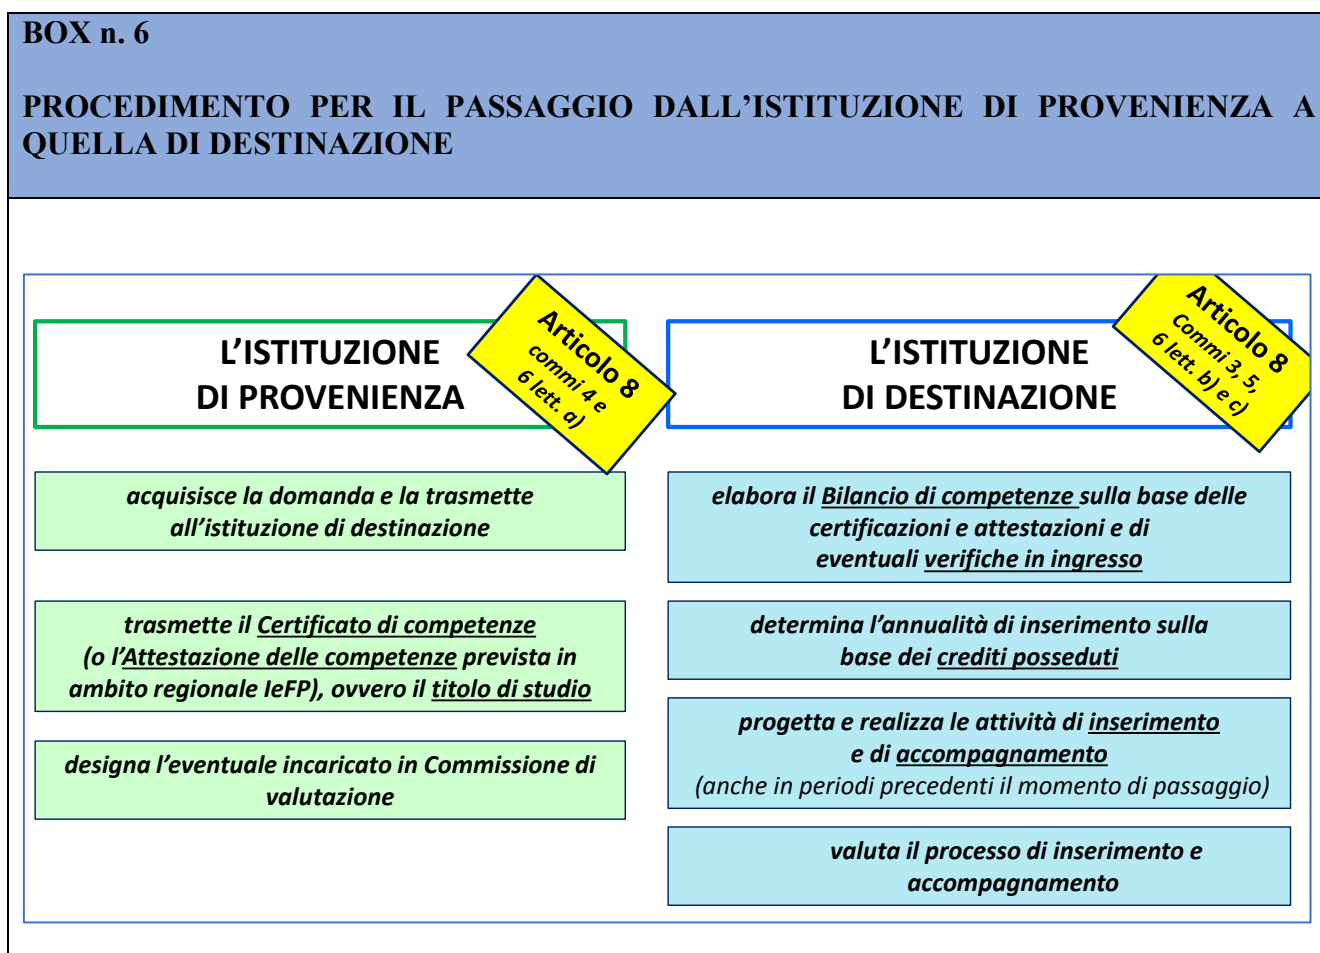 BOX n. 6
PROCEDIMENTO PER IL PASSAGGIO DALL’ISTITUZIONE DI PROVENIENZA A
QUELLA DI DESTINAZIONE
L’ISTITUZIONE
DI PROVENIENZA
Articolo 8
commi 4 e
6 lett. a)
acquisisce la domanda e la trasmette
all’istituzione di destinazione
trasmette il Certificato di competenze
(o l’Attestazione delle competenze prevista in
ambito regionale IeFP), ovvero il titolo di studio
designa l’eventuale incaricato in Commissione di
valutazione
L’ISTITUZIONE
DI DESTINAZIONE
Articolo 8
Commi 3, 5,
6 lett. b) e c)
elabora il Bilancio di competenze sulla base delle
certificazioni e attestazioni e di
eventuali verifiche in ingresso
determina l’annualità di inserimento sulla
base dei crediti posseduti
progetta e realizza le attività di inserimento
e di accompagnamento
(anche in periodi precedenti il momento di passaggio)
valuta il processo di inserimento e
accompagnamento